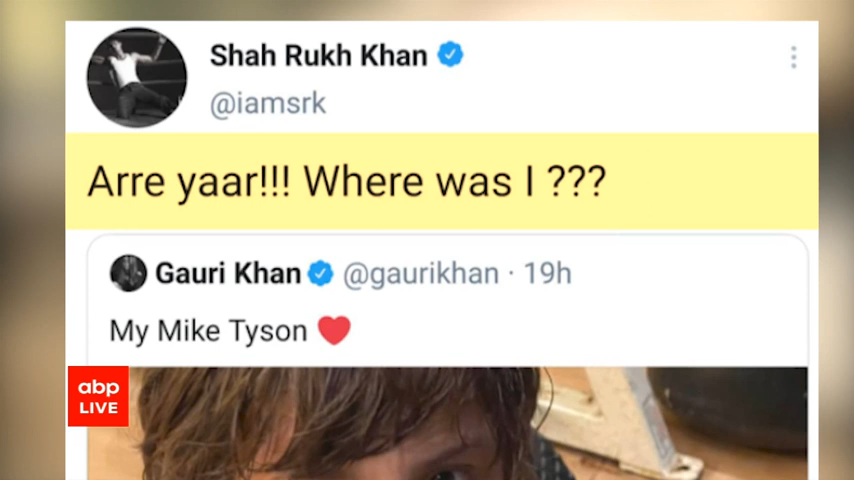 Shah Rukh Khan
@iamsrk
Arre yaar!!! Where was I ???
Gauri Khan @gaurikhan · 19h
My Mike Tyson ❤️
abp
LIVE